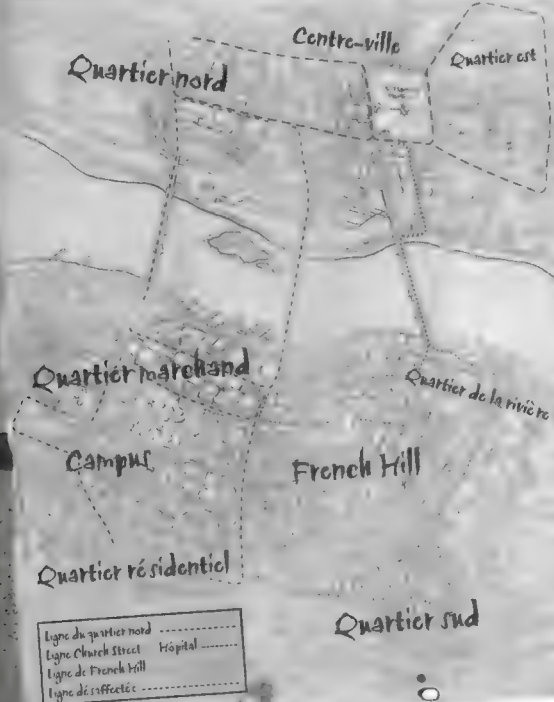 Centre-ville
Quartier est
Quartier nord
Quartier marchand
Quartier de la rivière
Campus
French Hill
Quartier résidentiel
Quartier sud
Ligne du quartier nord
Ligne Church Street Hôpital
Ligne de French Hill
Ligne désaffectée